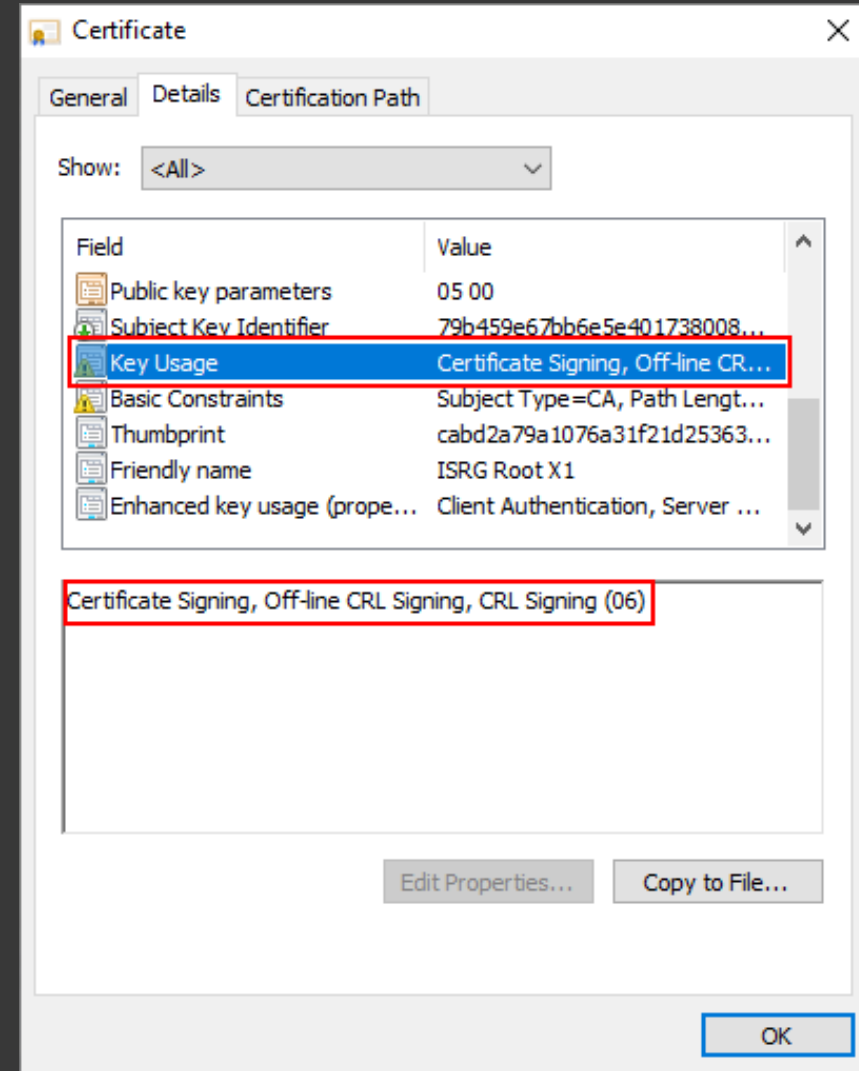 Certificate
General Details Certification Path
Show: <All>
Field Value
Public key parameters 05 00
Subject Key Identifier 79b459e67bb6e5e401738008...
Key Usage Certificate Signing, Off-line CR...
Basic Constraints Subject Type=CA, Path Lengt...
Thumbprint cabd2a79a1076a31f21d25363...
Friendly name ISRG Root X1
Enhanced key usage (prope... Client Authentication, Server ...
Certificate Signing, Off-line CRL Signing, CRL Signing (06)
Edit Properties... Copy to File...
OK